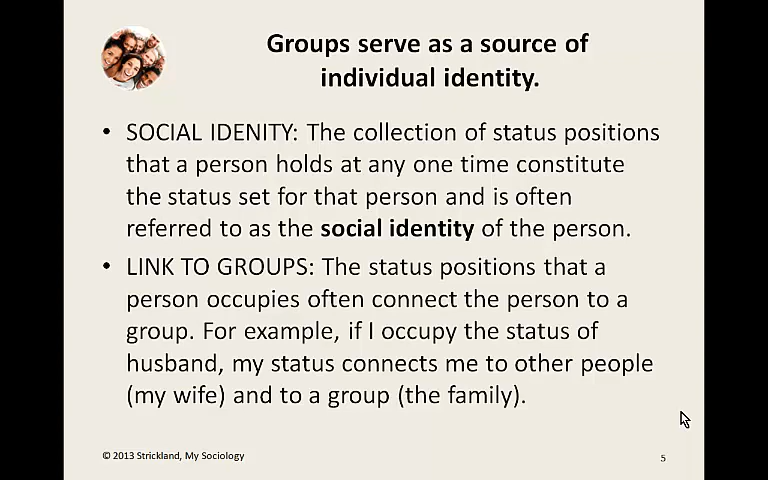 Groups serve as a source of
individual identity.
• SOCIAL IDENITY: The collection of status positions
that a person holds at any one time constitute
the status set for that person and is often
referred to as the social identity of the person.
• LINK TO GROUPS: The status positions that a
person occupies often connect the person to a
group. For example, if I occupy the status of
husband, my status connects me to other people
(my wife) and to a group (the family).
© 2013 Strickland, My Sociology
5